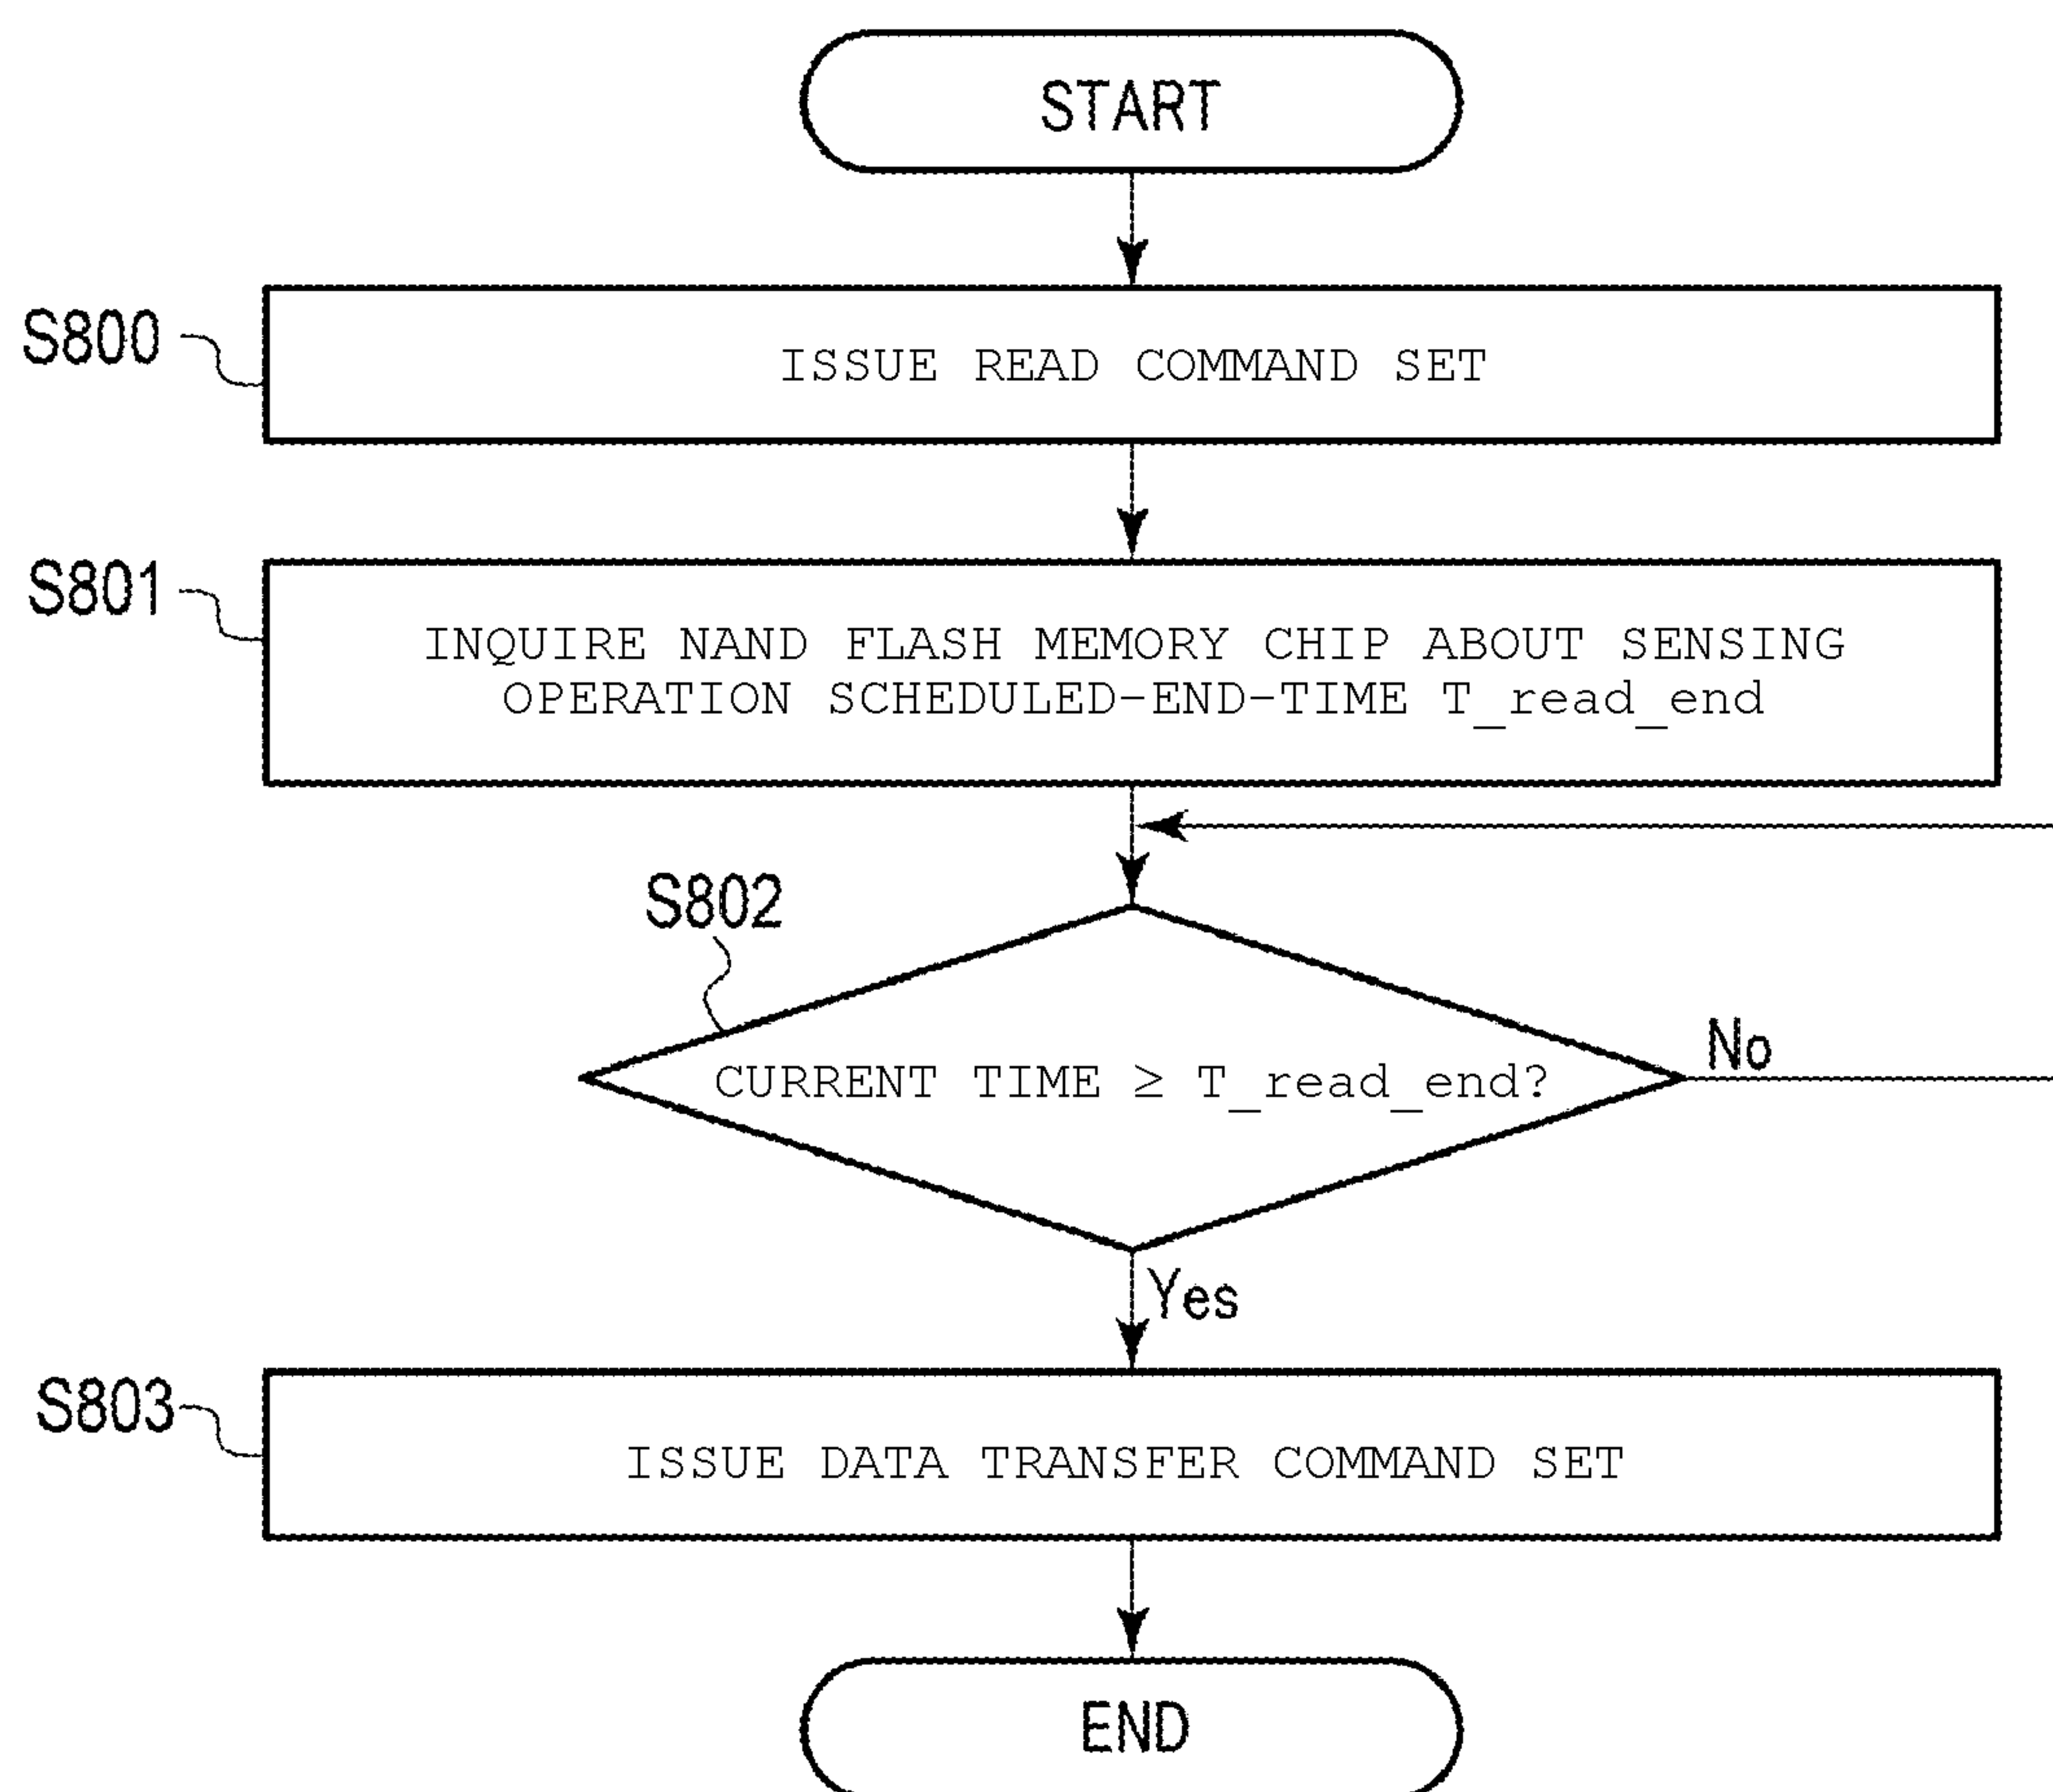 START
S800
ISSUE READ COMMAND SET
S801
INQUIRE NAND FLASH MEMORY CHIP ABOUT SENSING
OPERATION SCHEDULED-END-TIME T_read_end
S802
CURRENT TIME ≥ T_read_end?
No
Yes
S803
ISSUE DATA TRANSFER COMMAND SET
END